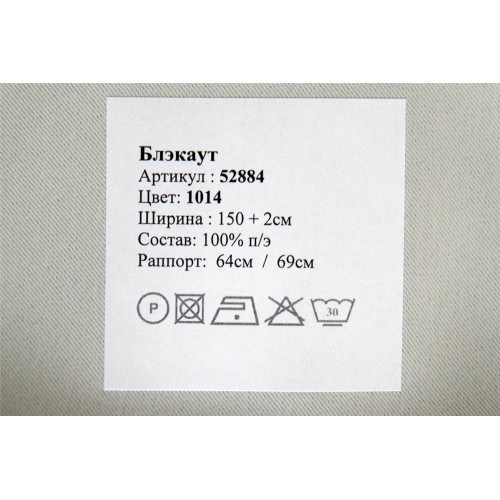 Блэкаут
Артикул : 52884
Цвет: 1014
Ширина : 150 + 2см
Состав: 100% п/э
Раппорт: 64см / 69см
P 30